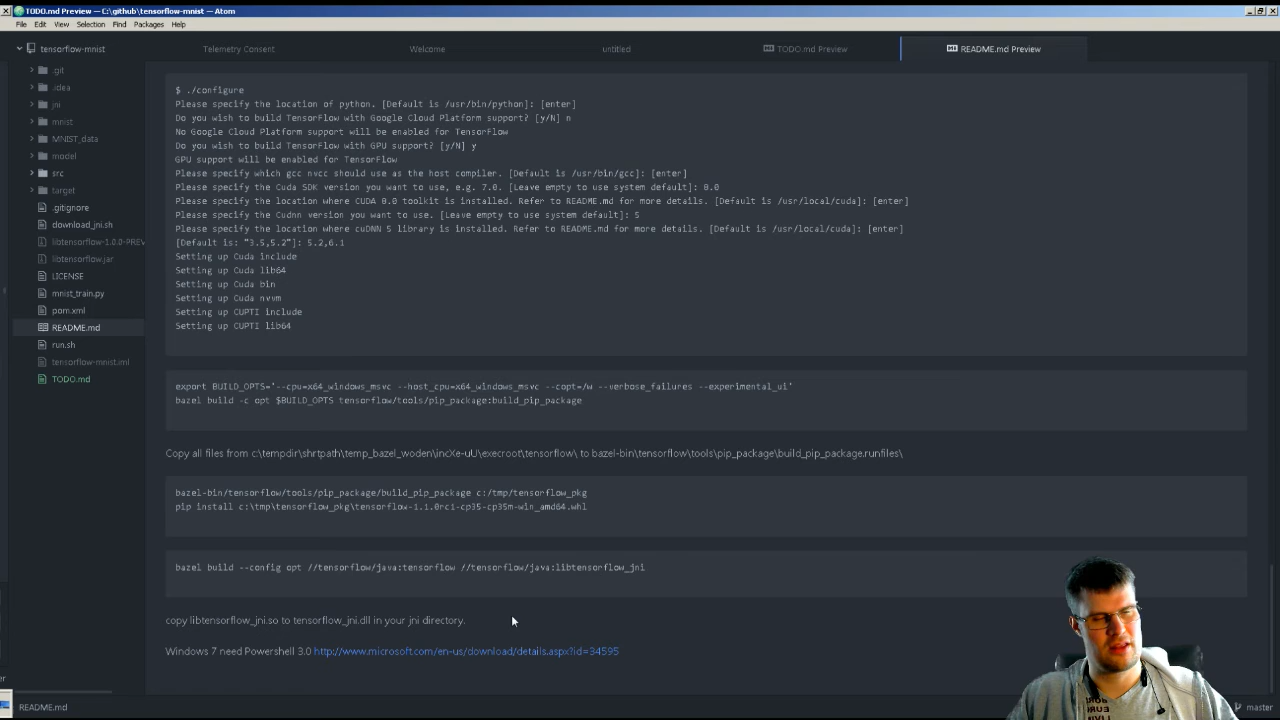 TODO.md Preview — C:\github\tensorflow-mnist — Atom
File Edit View Selection Find Packages Help
tensorflow-mnist
Telemetry Consent
Welcome
untitled
TODO.md Preview
README.md Preview
.git
.idea
jni
mnist
MNIST_data
model
src
target
.gitignore
download_jni.sh
libtensorflow-1.0.0-PREV
libtensorflow.jar
LICENSE
mnist_train.py
pom.xml
README.md
run.sh
tensorflow-mnist.iml
TODO.md
$ ./configure
Please specify the location of python. [Default is /usr/bin/python]: [enter]
Do you wish to build TensorFlow with Google Cloud Platform support? [y/N] n
No Google Cloud Platform support will be enabled for TensorFlow
Do you wish to build TensorFlow with GPU support? [y/N] y
GPU support will be enabled for TensorFlow
Please specify which gcc nvcc should use as the host compiler. [Default is /usr/bin/gcc]: [enter]
Please specify the Cuda SDK version you want to use, e.g. 7.0. [Leave empty to use system default]: 8.0
Please specify the location where CUDA 8.0 toolkit is installed. Refer to README.md for more details. [Default is /usr/local/cuda]: [enter]
Please specify the Cudnn version you want to use. [Leave empty to use system default]: 5
Please specify the location where cuDNN 5 library is installed. Refer to README.md for more details. [Default is /usr/local/cuda]: [enter]
[Default is: "3.5,5.2"]: 5.2,6.1
Setting up Cuda include
Setting up Cuda lib64
Setting up Cuda bin
Setting up Cuda nvvm
Setting up CUPTI include
Setting up CUPTI lib64
export BUILD_OPTS='--cpu=x64_windows_msvc --host_cpu=x64_windows_msvc --copt=/w --verbose_failures --experimental_ui'
bazel build -c opt $BUILD_OPTS tensorflow/tools/pip_package:build_pip_package
Copy all files from c:\tempdir\shrtpath\temp_bazel_woden\incXe-uU\execroot\tensorflow\ to bazel-bin\tensorflow\tools\pip_package\build_pip_package.runfiles\
bazel-bin/tensorflow/tools/pip_package/build_pip_package c:/tmp/tensorflow_pkg
pip install c:\tmp\tensorflow_pkg\tensorflow-1.1.0rc1-cp35-cp35m-win_amd64.whl
bazel build --config opt //tensorflow/java:tensorflow //tensorflow/java:libtensorflow_jni
copy libtensorflow_jni.so to tensorflow_jni.dll in your jni directory.
Windows 7 need Powershell 3.0 http://www.microsoft.com/en-us/download/details.aspx?id=34595
README.md
master